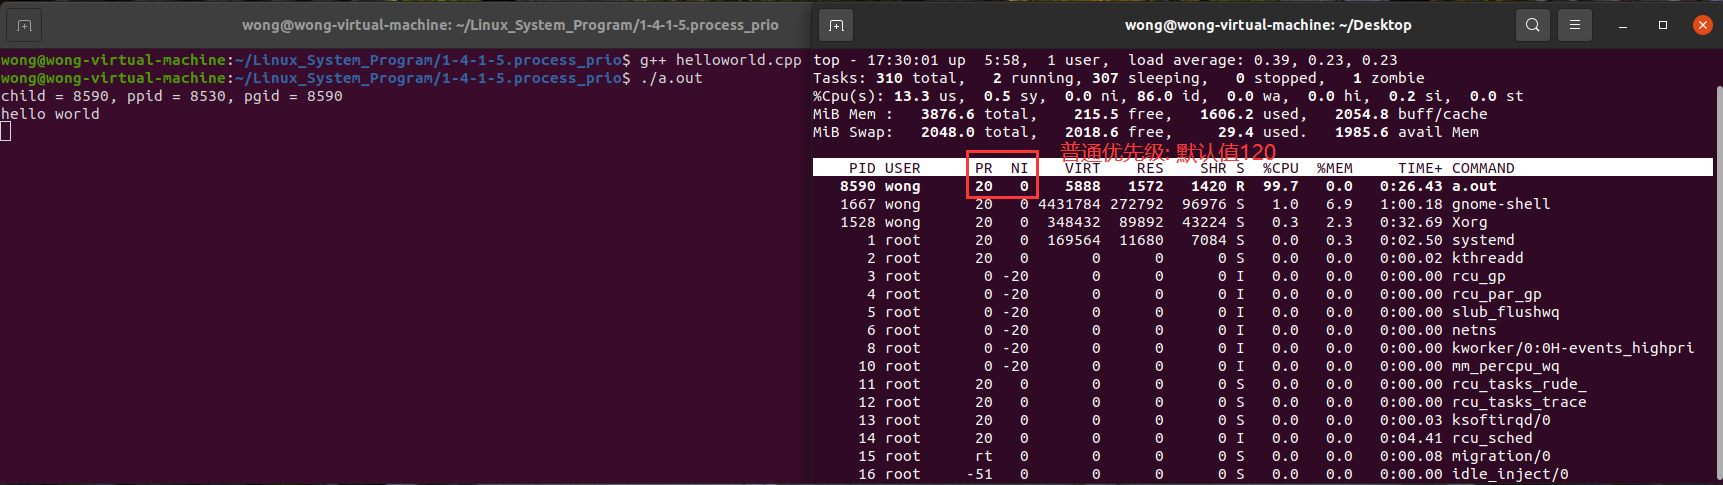 wong@wong-virtual-machine: ~/Linux_System_Program/1-4-1-5.process_prio
wong@wong-virtual-machine:~/Linux_System_Program/1-4-1-5.process_prio$ g++ helloworld.cpp
wong@wong-virtual-machine:~/Linux_System_Program/1-4-1-5.process_prio$ ./a.out
child = 8590, ppid = 8530, pgid = 8590
hello world
wong@wong-virtual-machine: ~/Desktop
top - 17:30:01 up  5:58,  1 user,  load average: 0.39, 0.23, 0.23
Tasks: 310 total,   2 running, 307 sleeping,   0 stopped,   1 zombie
%Cpu(s): 13.3 us,  0.5 sy,  0.0 ni, 86.0 id,  0.0 wa,  0.0 hi,  0.2 si,  0.0 st
MiB Mem :   3876.6 total,    215.5 free,   1606.2 used,   2054.8 buff/cache
MiB Swap:   2048.0 total,   2018.6 free,     29.4 used.   1985.6 avail Mem
普通优先级: 默认值120
PID USER      PR  NI    VIRT    RES    SHR S  %CPU  %MEM     TIME+ COMMAND
8590 wong      20   0    5888   1572   1420 R  99.7   0.0   0:26.43 a.out
1667 wong      20   0 4431784 272792  96976 S   1.0   6.9   1:00.18 gnome-shell
1528 wong      20   0  348432  89892  43224 S   0.3   2.3   0:32.69 Xorg
1 root      20   0  169564  11680   7084 S   0.0   0.3   0:02.50 systemd
2 root      20   0       0      0      0 S   0.0   0.0   0:00.02 kthreadd
3 root       0 -20       0      0      0 I   0.0   0.0   0:00.00 rcu_gp
4 root       0 -20       0      0      0 I   0.0   0.0   0:00.00 rcu_par_gp
5 root       0 -20       0      0      0 I   0.0   0.0   0:00.00 slub_flushwq
6 root       0 -20       0      0      0 I   0.0   0.0   0:00.00 netns
8 root       0 -20       0      0      0 I   0.0   0.0   0:00.00 kworker/0:0H-events_highpri
10 root       0 -20       0      0      0 I   0.0   0.0   0:00.00 mm_percpu_wq
11 root      20   0       0      0      0 S   0.0   0.0   0:00.00 rcu_tasks_rude_
12 root      20   0       0      0      0 S   0.0   0.0   0:00.00 rcu_tasks_trace
13 root      20   0       0      0      0 S   0.0   0.0   0:00.03 ksoftirqd/0
14 root      20   0       0      0      0 I   0.0   0.0   0:04.41 rcu_sched
15 root      rt   0       0      0      0 S   0.0   0.0   0:00.08 migration/0
16 root     -51   0       0      0      0 S   0.0   0.0   0:00.00 idle_inject/0